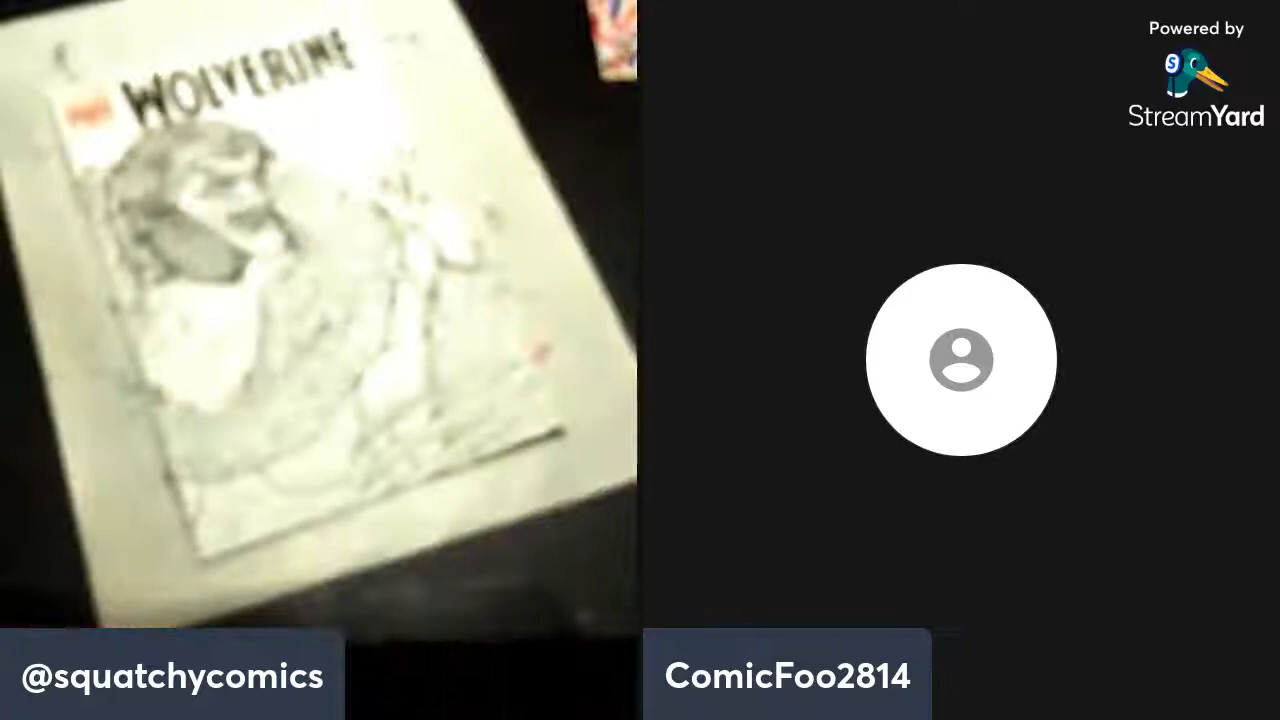 WOLVERINE
Powered by
StreamYard
@squatchycomics
ComicFoo2814